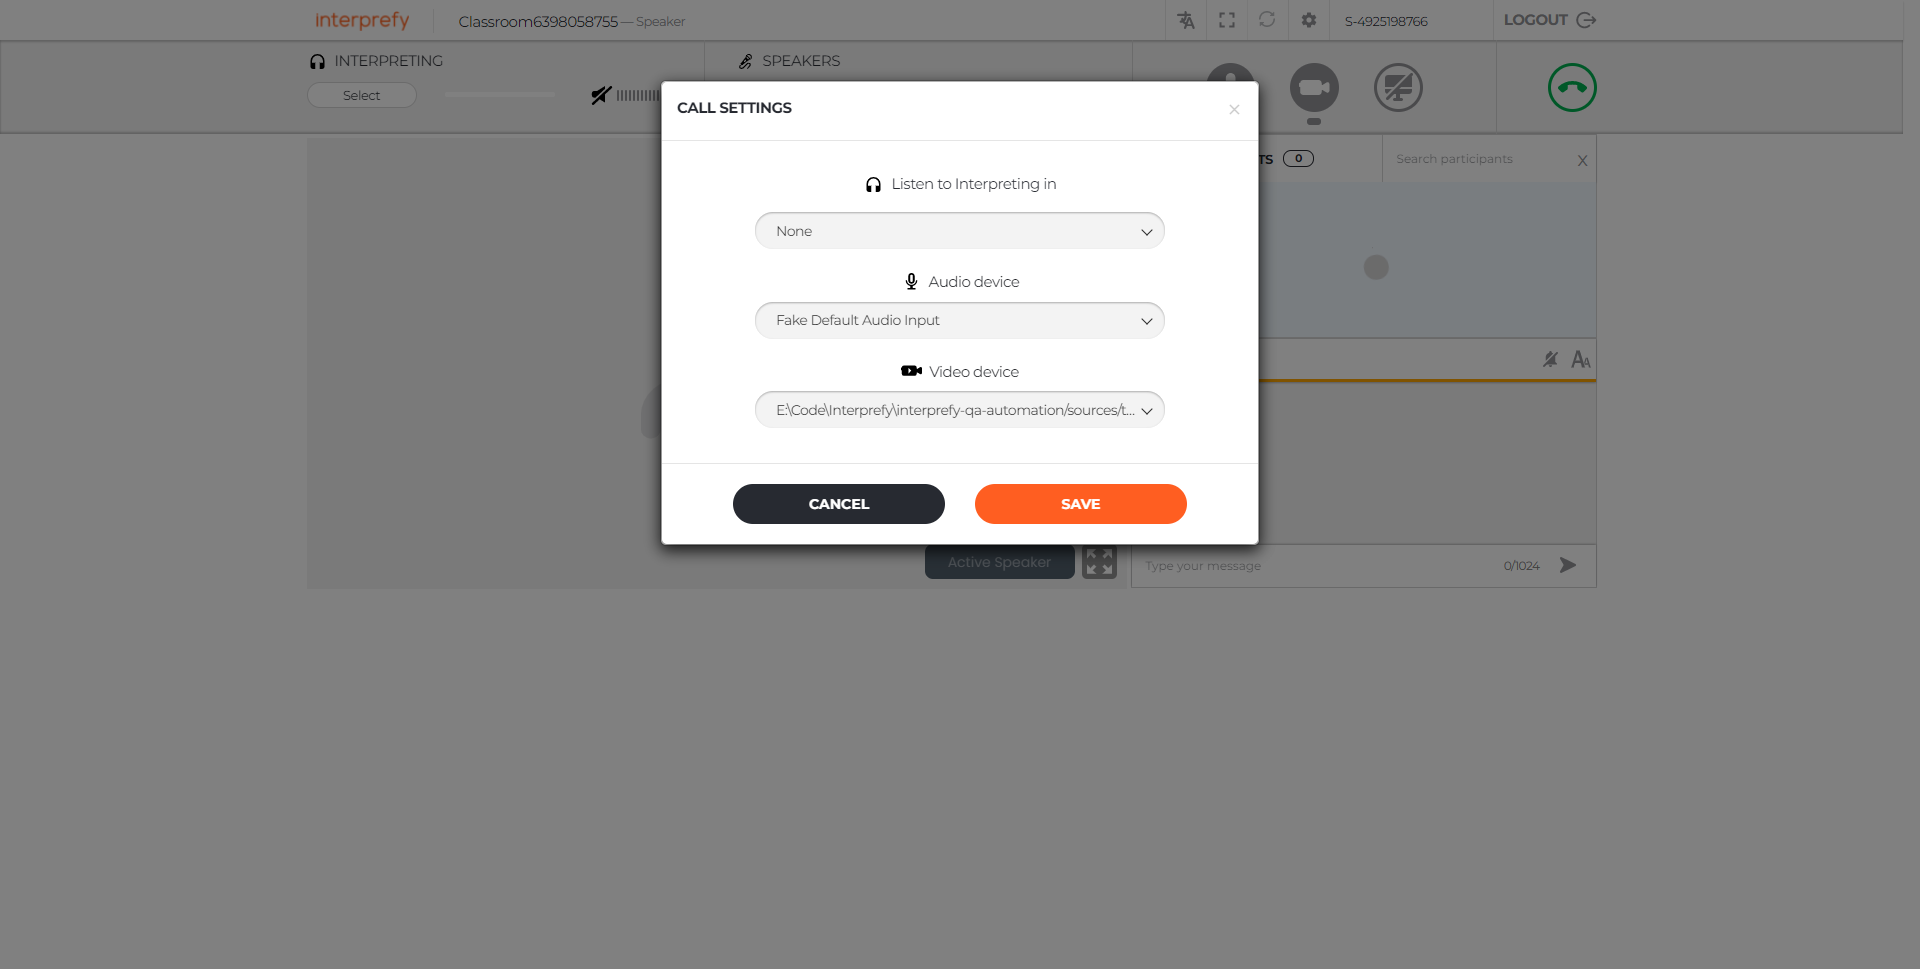 interprefy
Classroom6398058755 — Speaker
S-4925198766
LOGOUT
INTERPRETING
SPEAKERS
Select
CALL SETTINGS
×
Listen to Interpreting in
None
Audio device
Fake Default Audio Input
Video device
E:\Code\Interprefy\interprefy-qa-automation/sources/t...
CANCEL
SAVE
TS 0
Search participants
X
AA
Active Speaker
Type your message
0/1024